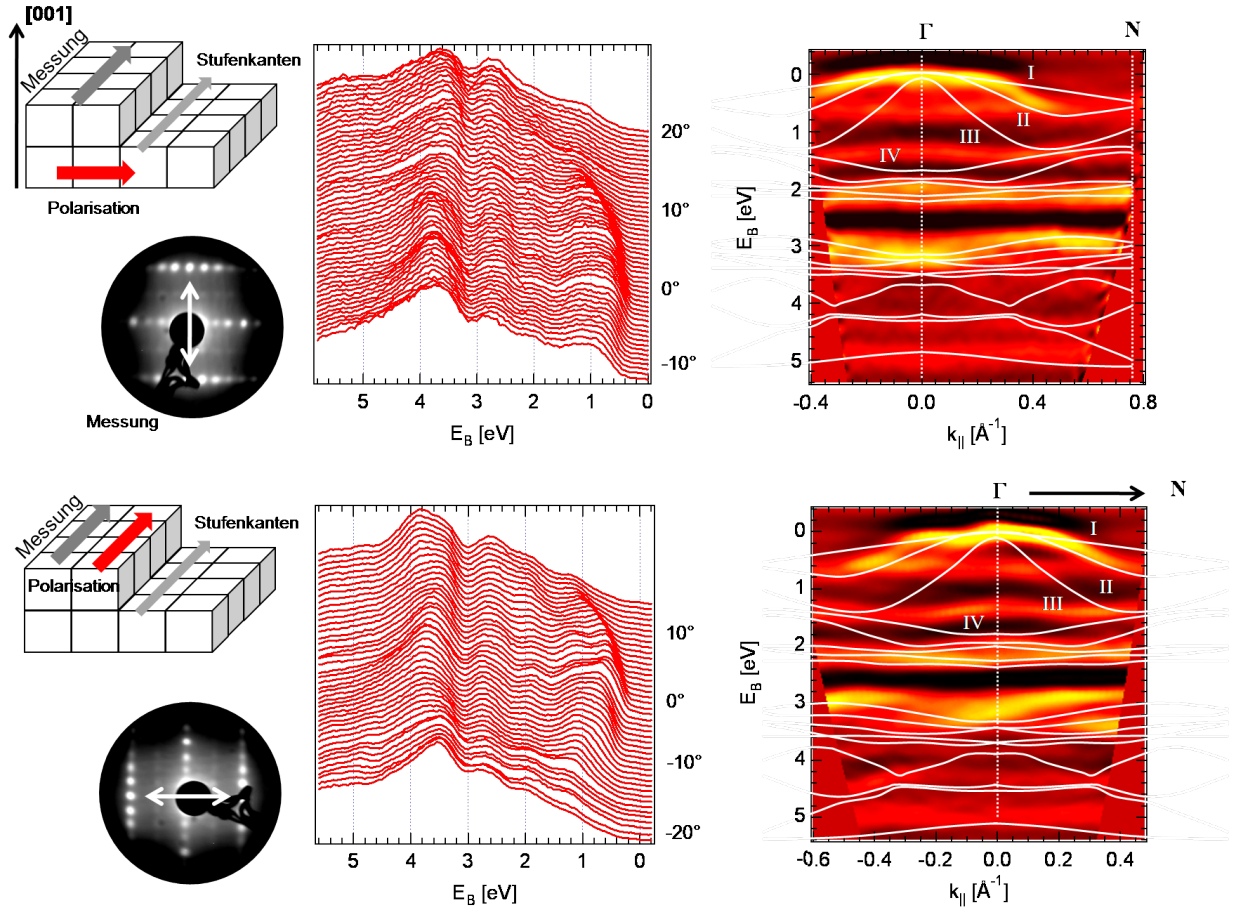 [001]
Messung
Stufenkanten
Polarisation
Messung
20°
10°
0°
-10°
5
4
3
2
1
0
E_B [eV]
Γ
N
I
II
III
IV
0
1
2
3
4
5
E_B [eV]
-0.4
0.0
0.4
0.8
k_|| [Å⁻¹]
Messung
Stufenkanten
Polarisation
10°
0°
-10°
-20°
5
4
3
2
1
0
E_B [eV]
Γ
N
I
II
III
IV
0
1
2
3
4
5
E_B [eV]
-0.6
-0.4
-0.2
0.0
0.2
0.4
k_|| [Å⁻¹]